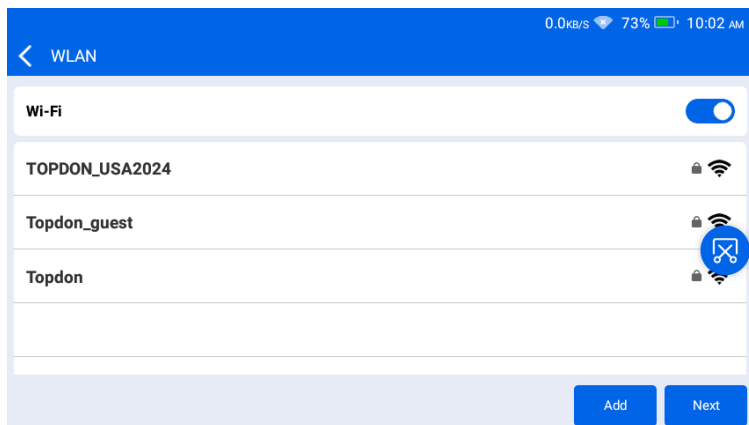 0.0KB/S 73% 10:02 AM
WLAN
Wi-Fi
TOPDON_USA2024
Topdon_guest
Topdon
Add Next